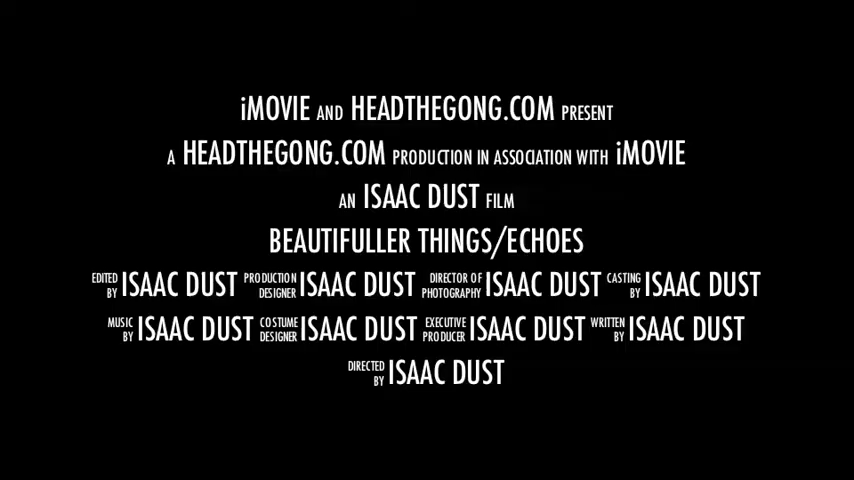 iMOVIE AND HEADTHEGONG.COM PRESENT
A HEADTHEGONG.COM PRODUCTION IN ASSOCIATION WITH iMOVIE
AN ISAAC DUST FILM
BEAUTIFULLER THINGS/ECHOES
EDITED BY ISAAC DUST PRODUCTION DESIGNER ISAAC DUST DIRECTOR OF PHOTOGRAPHY ISAAC DUST CASTING BY ISAAC DUST
MUSIC BY ISAAC DUST COSTUME DESIGNER ISAAC DUST EXECUTIVE PRODUCER ISAAC DUST WRITTEN BY ISAAC DUST
DIRECTED BY ISAAC DUST